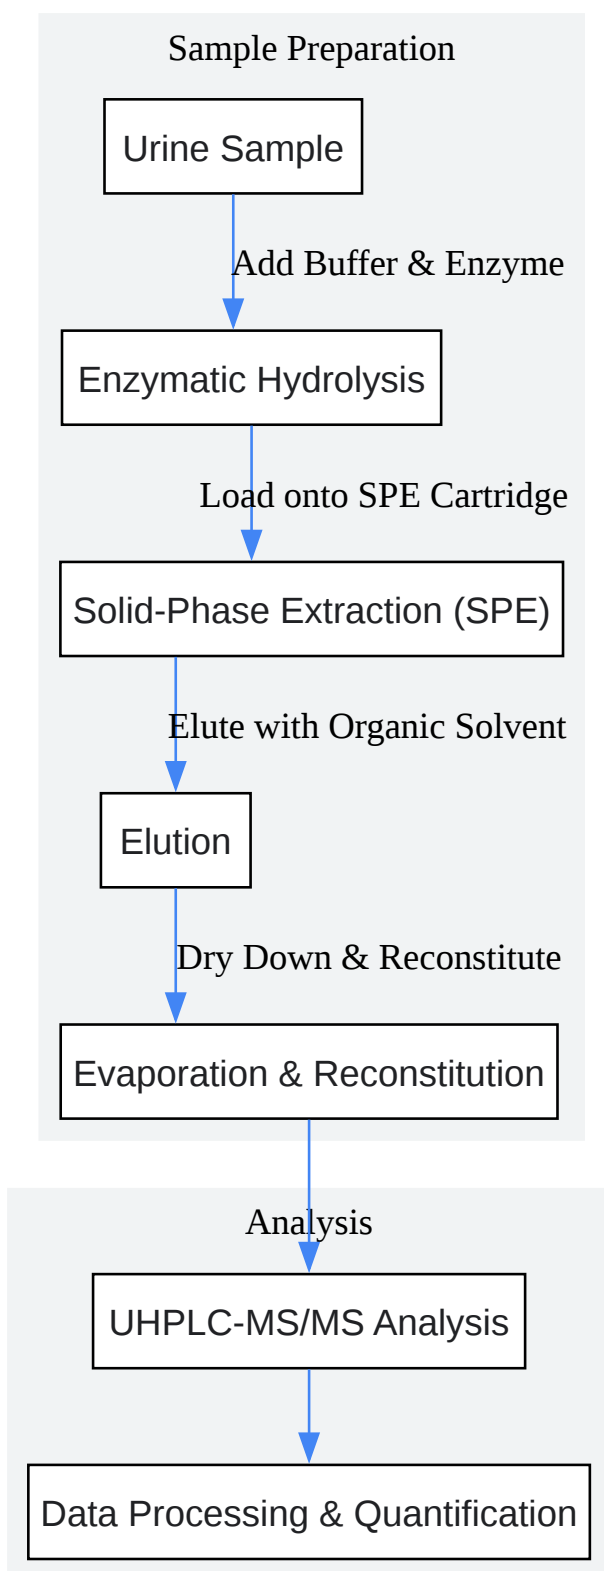 Sample Preparation
Urine Sample
Add Buffer & Enzyme
Enzymatic Hydrolysis
Load onto SPE Cartridge
Solid-Phase Extraction (SPE)
Elute with Organic Solvent
Elution
Dry Down & Reconstitute
Evaporation & Reconstitution
Analysis
UHPLC-MS/MS Analysis
Data Processing & Quantification